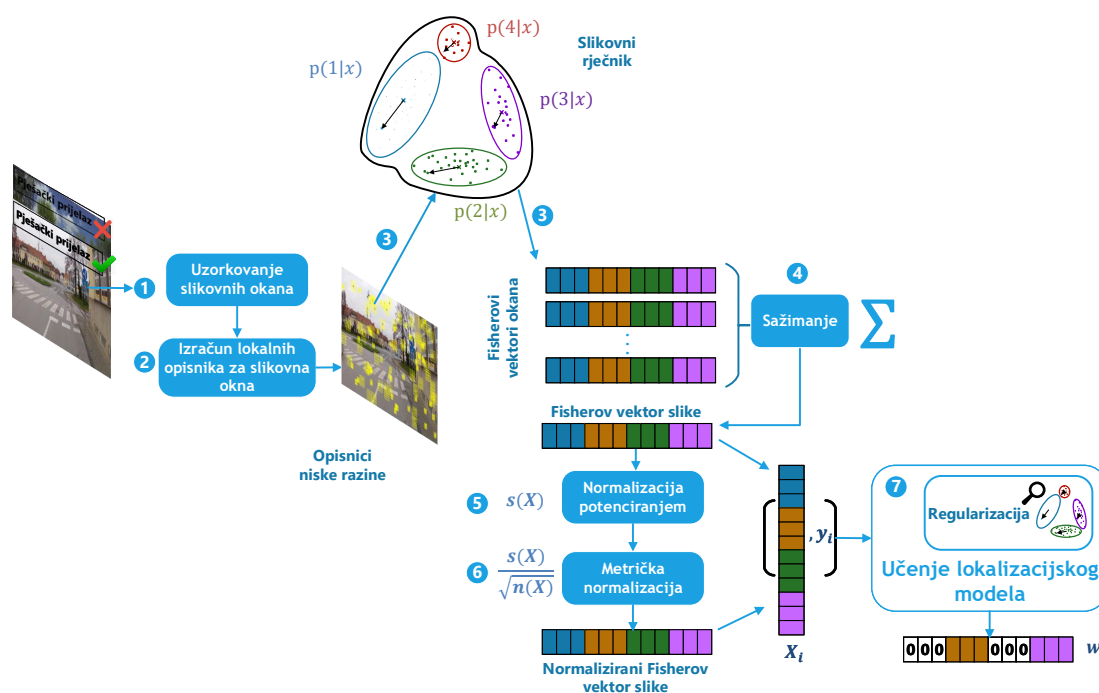 p(4|x)
Slikovni
rječnik
p(1|x)
p(3|x)
p(2|x)
Pješački prijelaz
Pješački prijelaz
3
3
1
Uzorkovanje
slikovnih okana
2
Izračun lokalnih
opisnika za slikovna
okna
Opisnici
niske razine
Fisherovi
vektori okana
4
Sažimanje
∑
Fisherov vektor slike
5
s(X)
Normalizacija
potenciranjem
6
s(X)
√n(X)
Metrička
normalizacija
Normalizirani Fisherov
vektor slike
, yᵢ
Xᵢ
7
Regularizacija
Učenje lokalizacijskog
modela
0 0 0 0 0 0
w